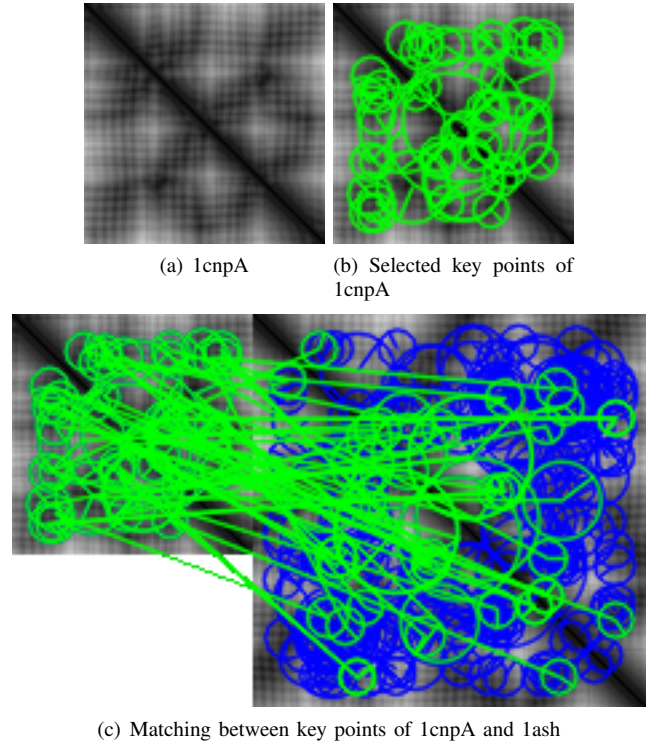 (a) 1cnpA
(b) Selected key points of
1cnpA
(c) Matching between key points of 1cnpA and 1ash